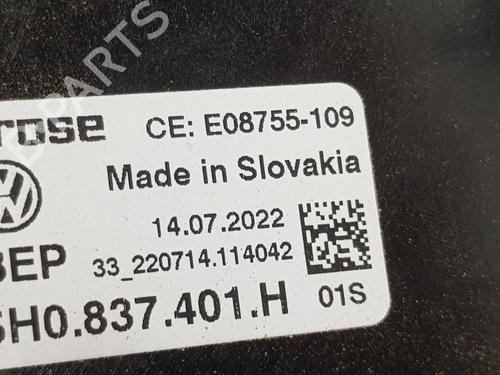 rose CE: E08755-109
Made in Slovakia
14.07.2022
BEP 33_220714.114042
5H0.837.401.H 01S
B-PARTS